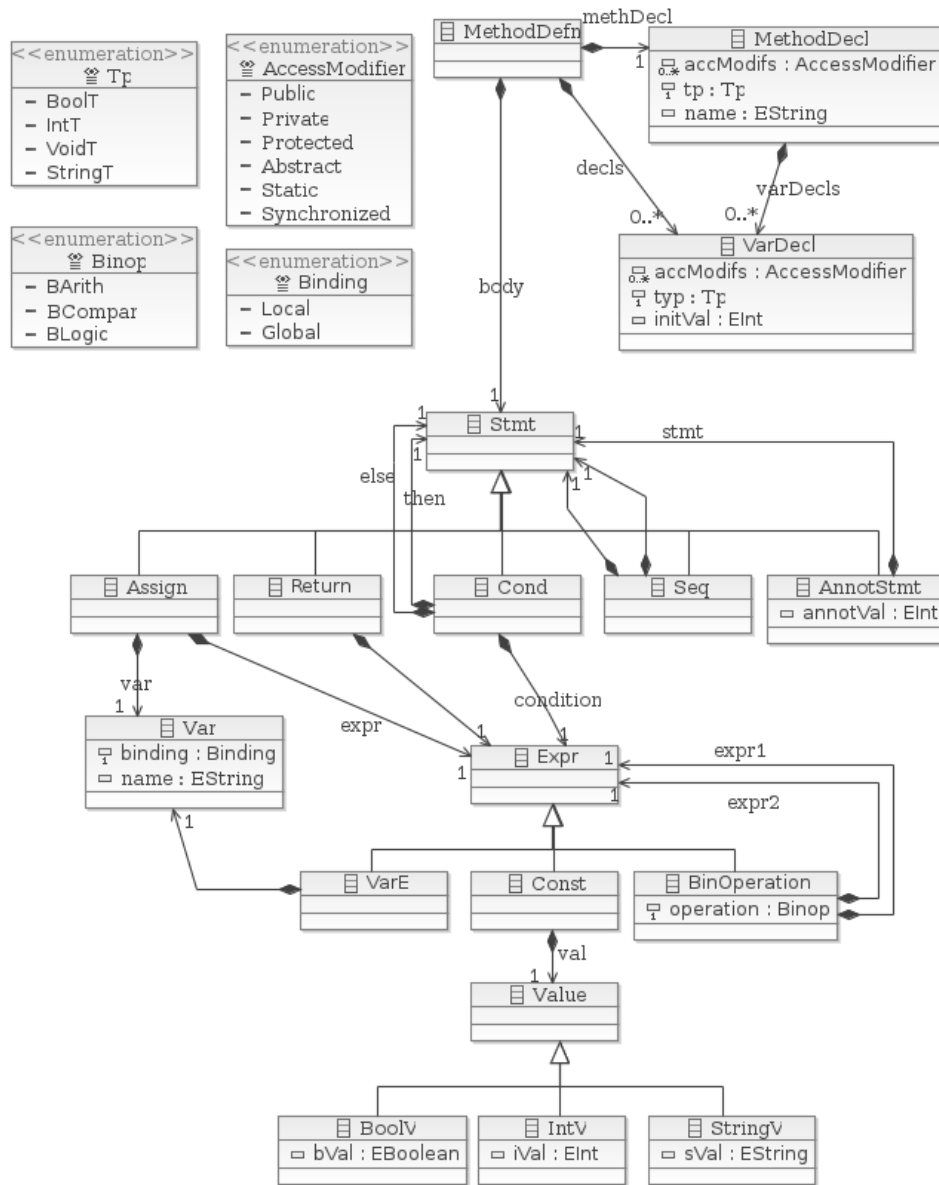 <<enumeration>>
Tp
BoolT
IntT
VoidT
StringT
<<enumeration>>
AccessModifier
Public
Private
Protected
Abstract
Static
Synchronized
<<enumeration>>
Binop
BArith
BCompar
BLogic
<<enumeration>>
Binding
Local
Global
MethodDefn
methDecl
1
MethodDecl
0..* accModifs : AccessModifier
1 tp : Tp
name : EString
decls
varDecls
0..*
0..*
VarDecl
0..* accModifs : AccessModifier
1 typ : Tp
initVal : EInt
body
1
Stmt
1
1
else
then
1
1
1
stmt
Assign
Return
Cond
Seq
AnnotStmt
annotVal : EInt
var
1
Var
1 binding : Binding
name : EString
expr
1
1
condition
1
Expr
1
1
expr1
expr2
1
VarE
Const
BinOperation
1 operation : Binop
val
1
Value
BoolV
bVal : EBoolean
IntV
iVal : EInt
StringV
sVal : EString